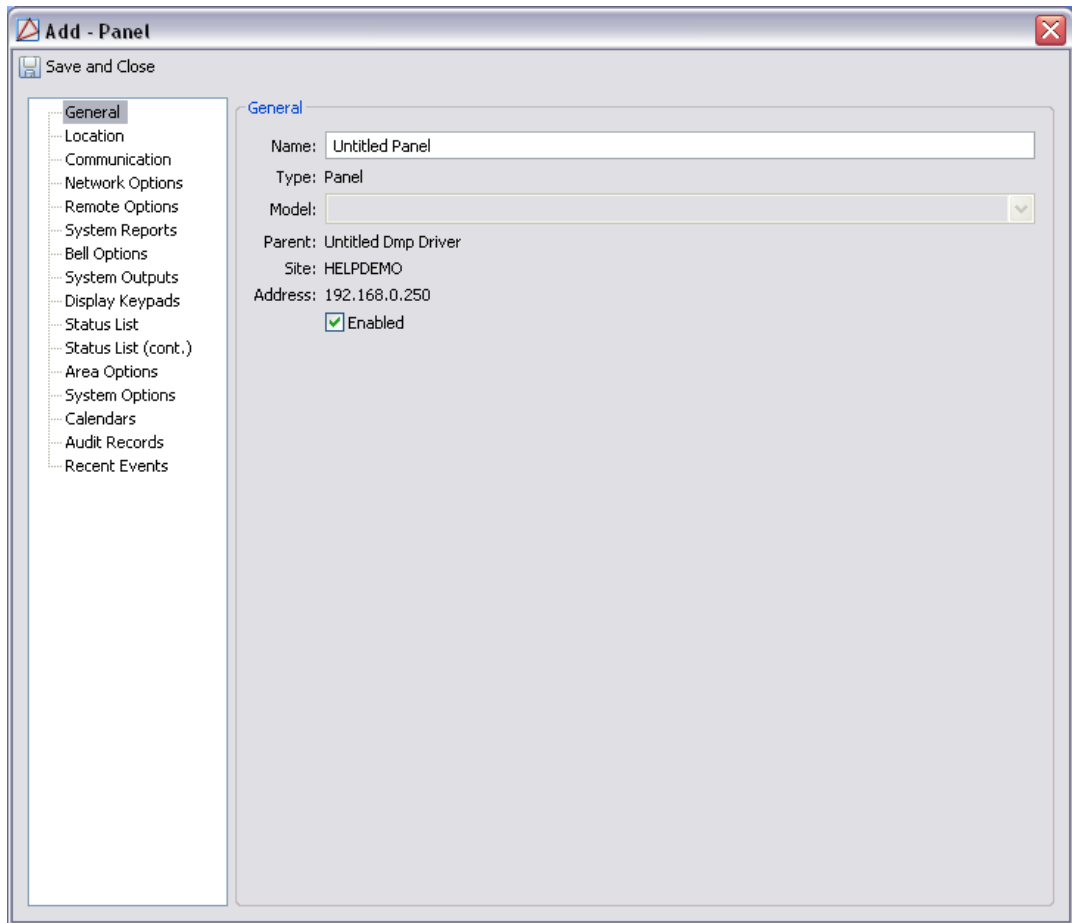 Add - Panel
Save and Close
General
Location
Communication
Network Options
Remote Options
System Reports
Bell Options
System Outputs
Display Keypads
Status List
Status List (cont.)
Area Options
System Options
Calendars
Audit Records
Recent Events
General
Name: Untitled Panel
Type: Panel
Model:
Parent: Untitled Dmp Driver
Site: HELPDEMO
Address: 192.168.0.250
Enabled